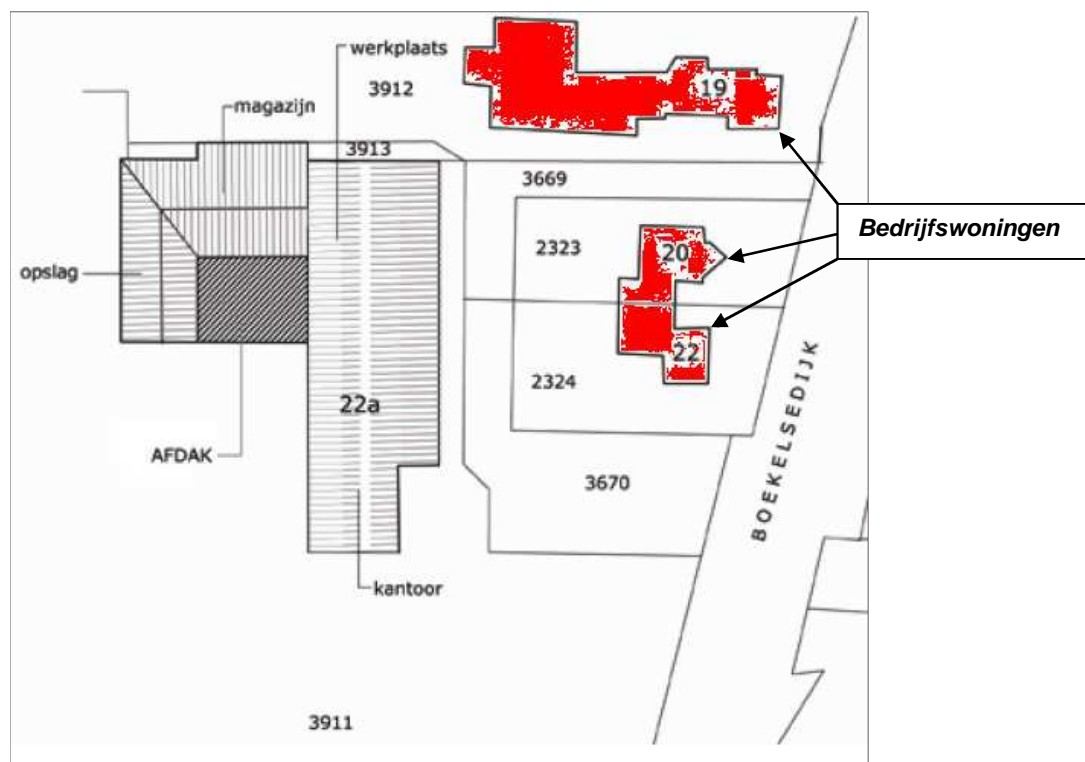 werkplaats
3912
19
magazijn
3913
3669
Bedrijfswoningen
2323
20
opslag
22
2324
22a
AFDAK
3670
BOEKELSEDIJK
kantoor
3911